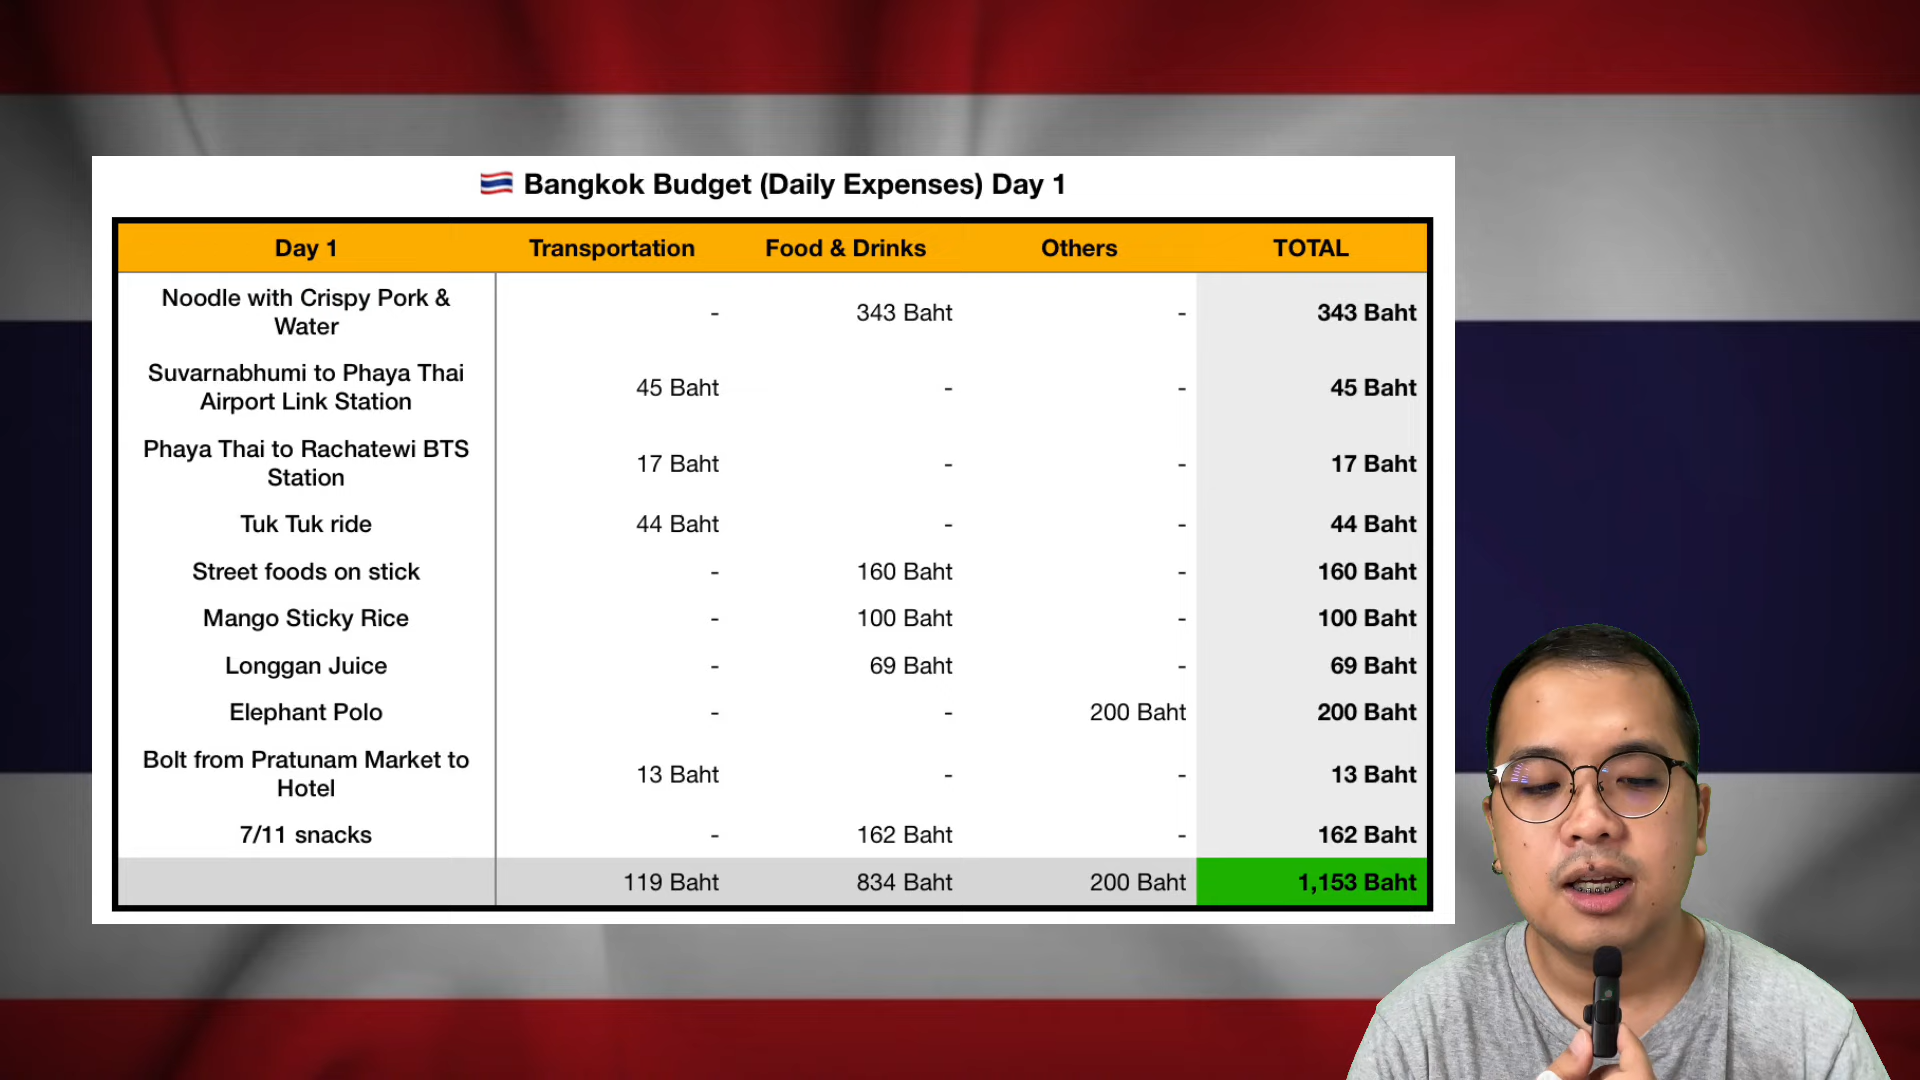 🇹🇭 Bangkok Budget (Daily Expenses) Day 1
Day 1 Transportation Food & Drinks Others TOTAL
Noodle with Crispy Pork &
Water - 343 Baht - 343 Baht
Suvarnabhumi to Phaya Thai
Airport Link Station 45 Baht - - 45 Baht
Phaya Thai to Rachatewi BTS
Station 17 Baht - - 17 Baht
Tuk Tuk ride 44 Baht - - 44 Baht
Street foods on stick - 160 Baht - 160 Baht
Mango Sticky Rice - 100 Baht - 100 Baht
Longgan Juice - 69 Baht - 69 Baht
Elephant Polo - - 200 Baht 200 Baht
Bolt from Pratunam Market to
Hotel 13 Baht - - 13 Baht
7/11 snacks - 162 Baht - 162 Baht
119 Baht 834 Baht 200 Baht 1,153 Baht